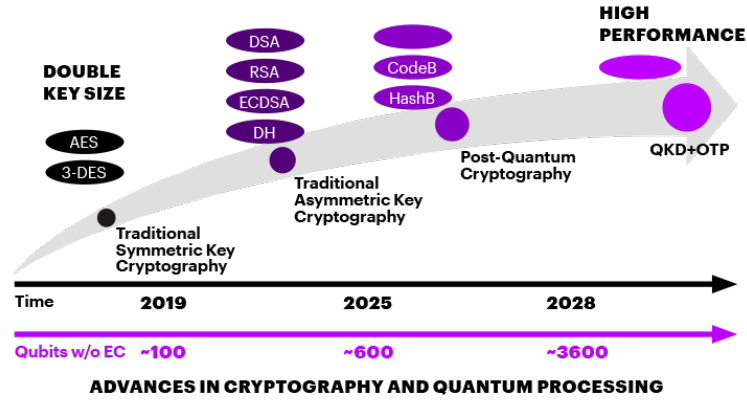 HIGH
PERFORMANCE
DOUBLE
KEY SIZE
DSA
RSA
ECDSA
DH
CodeB
HashB
AES
3-DES
QKD+OTP
Post-Quantum
Cryptography
Traditional
Asymmetric Key
Cryptography
Traditional
Symmetric Key
Cryptography
Time 2019 2025 2028
Qubits w/o EC ~100 ~600 ~3600
ADVANCES IN CRYPTOGRAPHY AND QUANTUM PROCESSING